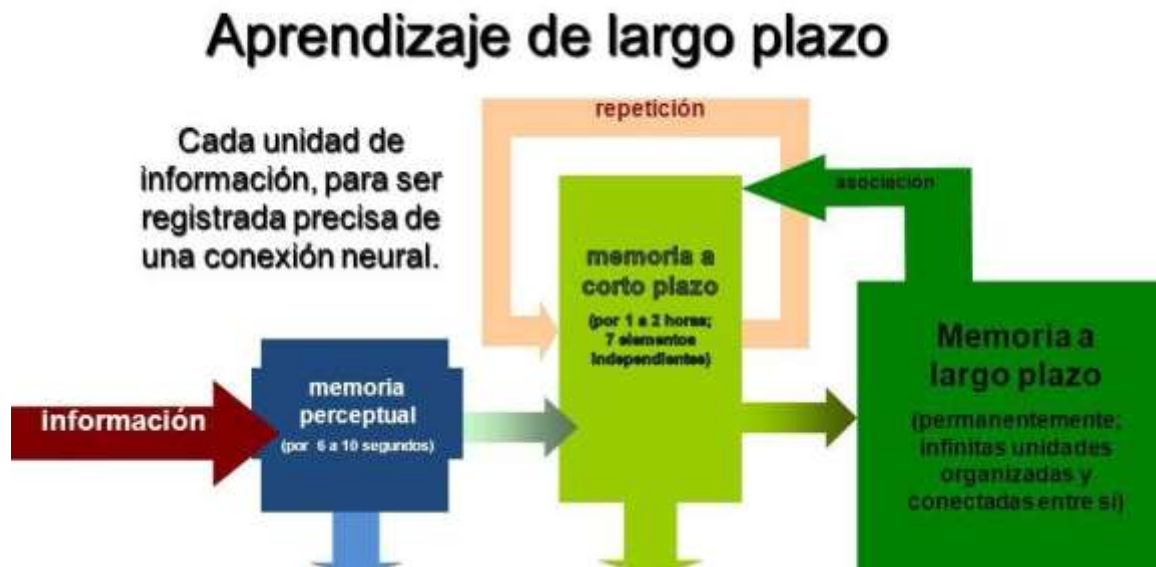 Aprendizaje de largo plazo
repetición
Cada unidad de
información, para ser
registrada precisa de
una conexión neural.
asociación
memoria a
corto plazo
(por 1 a 2 horas;
7 elementos
independientes)
Memoria a
largo plazo
(permanentemente;
infinitas unidades
organizadas y
conectadas entre sí)
memoria
perceptual
(por 6 a 10 segundos)
información